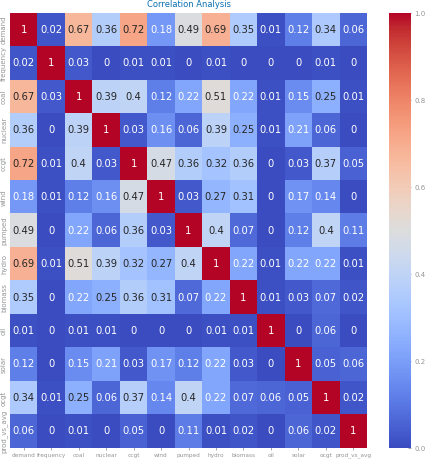 Correlation Analysis
demand 1 0.02 0.67 0.36 0.72 0.18 0.49 0.69 0.35 0.01 0.12 0.34 0.06
frequency 0.02 1 0.03 0 0.01 0.01 0 0.01 0 0 0 0.01 0
coal 0.67 0.03 1 0.39 0.4 0.12 0.22 0.51 0.22 0.01 0.15 0.25 0.01
nuclear 0.36 0 0.39 1 0.03 0.16 0.06 0.39 0.25 0.01 0.21 0.06 0
ccgt 0.72 0.01 0.4 0.03 1 0.47 0.36 0.32 0.36 0 0.03 0.37 0.05
wind 0.18 0.01 0.12 0.16 0.47 1 0.03 0.27 0.31 0 0.17 0.14 0
pumped 0.49 0 0.22 0.06 0.36 0.03 1 0.4 0.07 0 0.12 0.4 0.11
hydro 0.69 0.01 0.51 0.39 0.32 0.27 0.4 1 0.22 0.01 0.22 0.22 0.01
biomass 0.35 0 0.22 0.25 0.36 0.31 0.07 0.22 1 0.01 0.03 0.07 0.02
oil 0.01 0 0.01 0.01 0 0 0 0.01 0.01 1 0 0.06 0
solar 0.12 0 0.15 0.21 0.03 0.17 0.12 0.22 0.03 0 1 0.05 0.06
ocgt 0.34 0.01 0.25 0.06 0.37 0.14 0.4 0.22 0.07 0.06 0.05 1 0.02
prod_vs_avg 0.06 0 0.01 0 0.05 0 0.11 0.01 0.02 0 0.06 0.02 1
demand frequency coal nuclear ccgt wind pumped hydro biomass oil solar ocgt prod_vs_avg
1.0
0.8
0.6
0.4
0.2
0.0